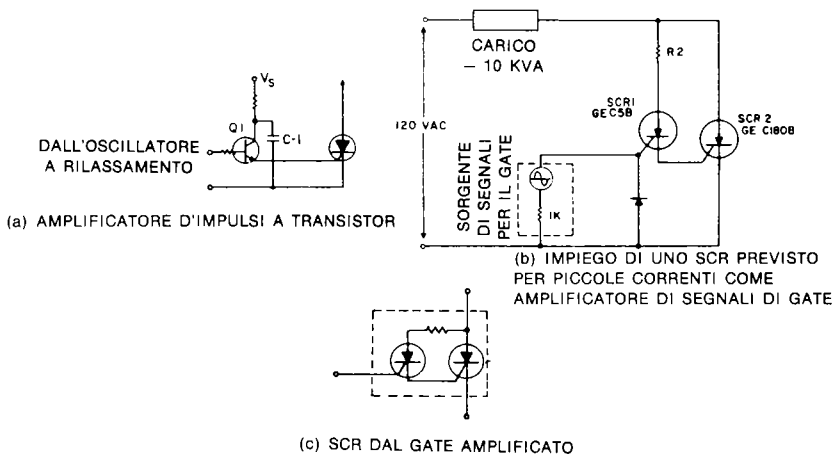 V_S
Q1
C-1
DALL'OSCILLATORE
A RILASSAMENTO
(a) AMPLIFICATORE D'IMPULSI A TRANSISTOR
CARICO
– 10 KVA
R2
120 VAC
SCR1
GE C5B
SCR 2
GE C180B
SORGENTE
DI SEGNALI
PER IL GATE
1K
(b) IMPIEGO DI UNO SCR PREVISTO
PER PICCOLE CORRENTI COME
AMPLIFICATORE DI SEGNALI DI GATE
(c) SCR DAL GATE AMPLIFICATO